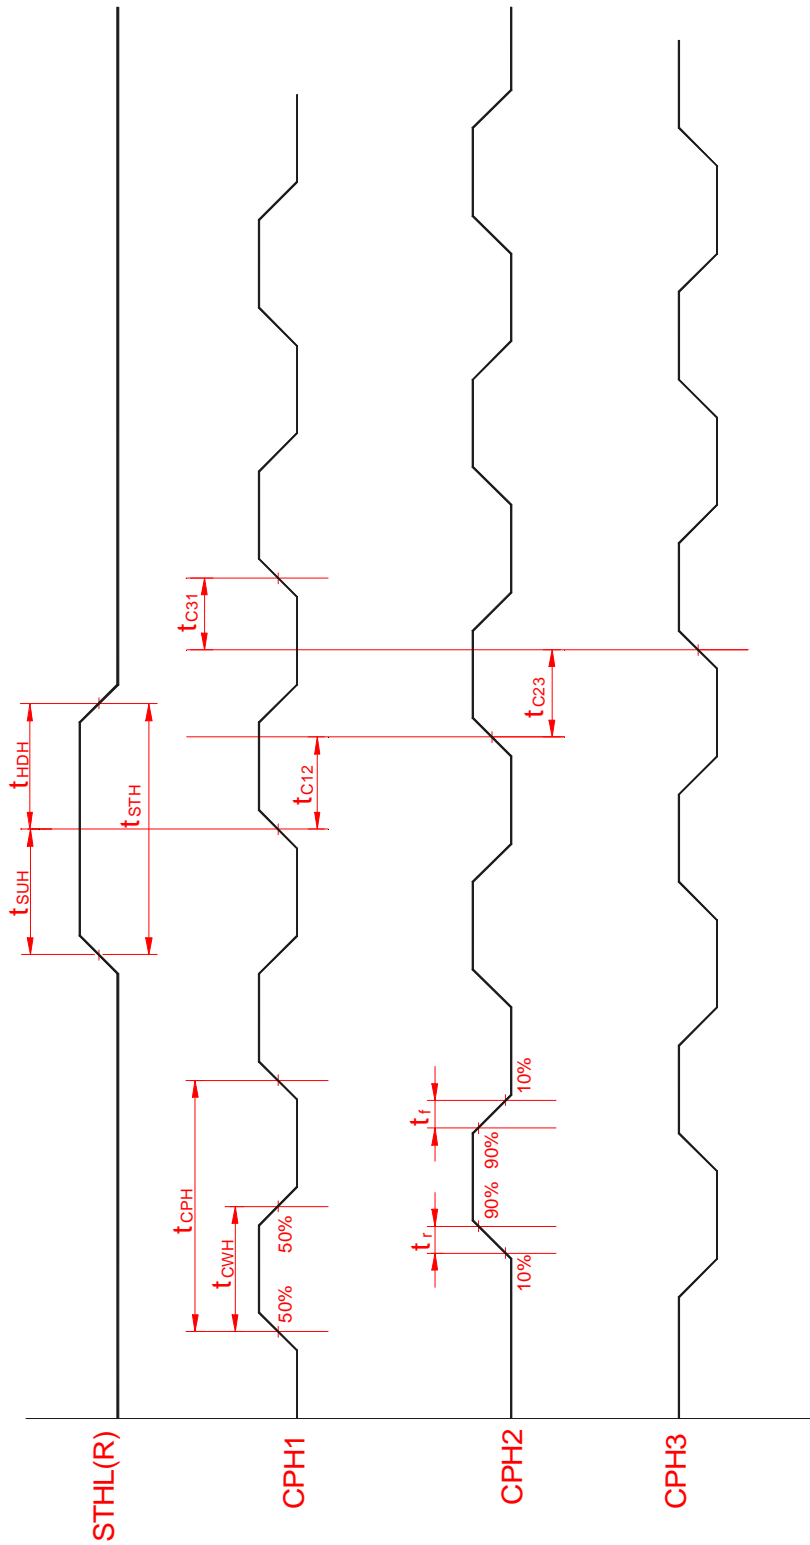 STHL(R)
tSUH
tHDH
tSTH
CPH1
tCPH
tCWH
50%
50%
tC12
tC31
CPH2
tr
tf
10%
90%
90%
10%
tC23
CPH3